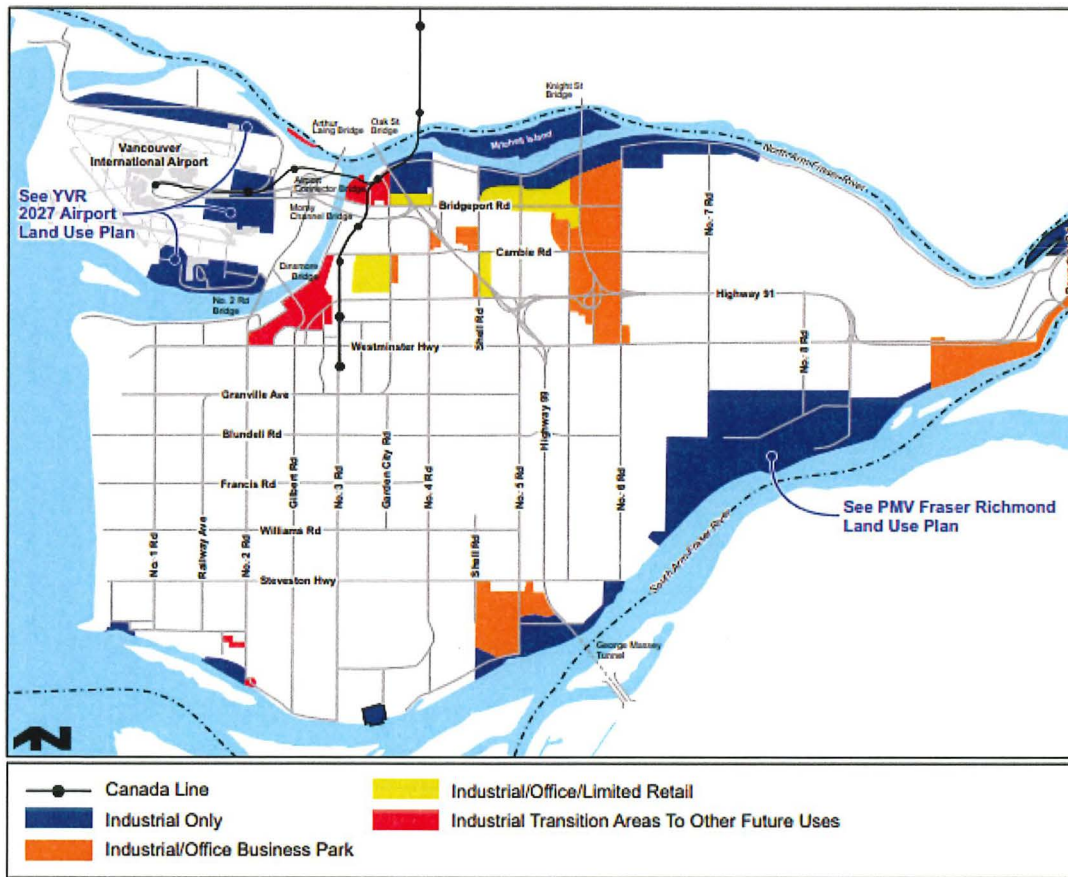 Knight St
Bridge
Arthur
Laing Bridge
Oak St
Bridge
Mitchell Island
North Arm Fraser River
Vancouver
International Airport
Airport
Connector Bridge
See YVR
2027 Airport
Land Use Plan
Moray
Channel Bridge
Bridgeport Rd
No. 7 Rd
Cambie Rd
Dinsmore
Bridge
No. 2 Rd
Bridge
Highway 91
Shell Rd
Westminster Hwy
No. 8 Rd
Granville Ave
Highway 99
Blundell Rd
Gilbert Rd
No. 3 Rd
Garden City Rd
No. 4 Rd
No. 5 Rd
No. 6 Rd
Francis Rd
See PMV Fraser Richmond
Land Use Plan
Williams Rd
No. 1 Rd
Railway Ave
No. 2 Rd
Shell Rd
South Arm Fraser River
Steveston Hwy
George Massey
Tunnel
Canada Line
Industrial Only
Industrial/Office Business Park
Industrial/Office/Limited Retail
Industrial Transition Areas To Other Future Uses